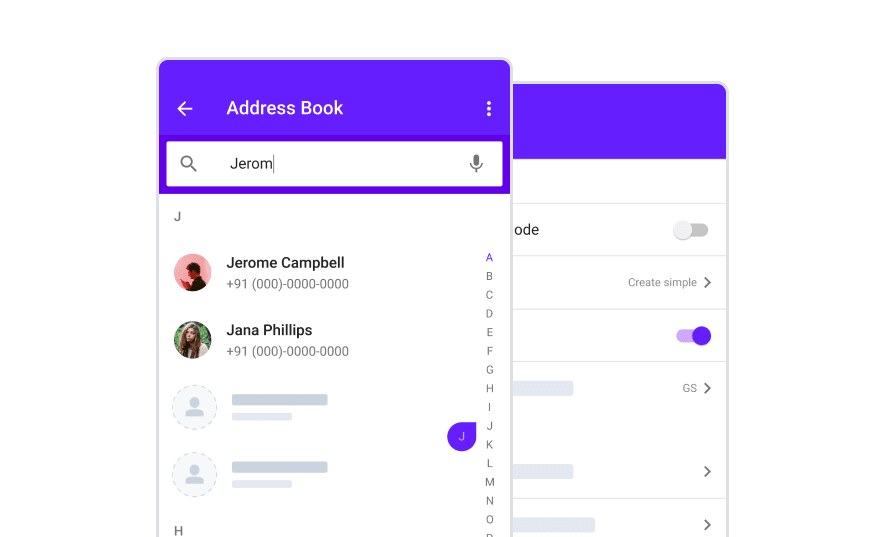 Address Book
Jerom
J
Jerome Campbell
+91 (000)-0000-0000
Jana Phillips
+91 (000)-0000-0000
J
H
A
B
C
D
E
F
G
H
I
J
K
L
M
N
O
ode
Create simple
GS